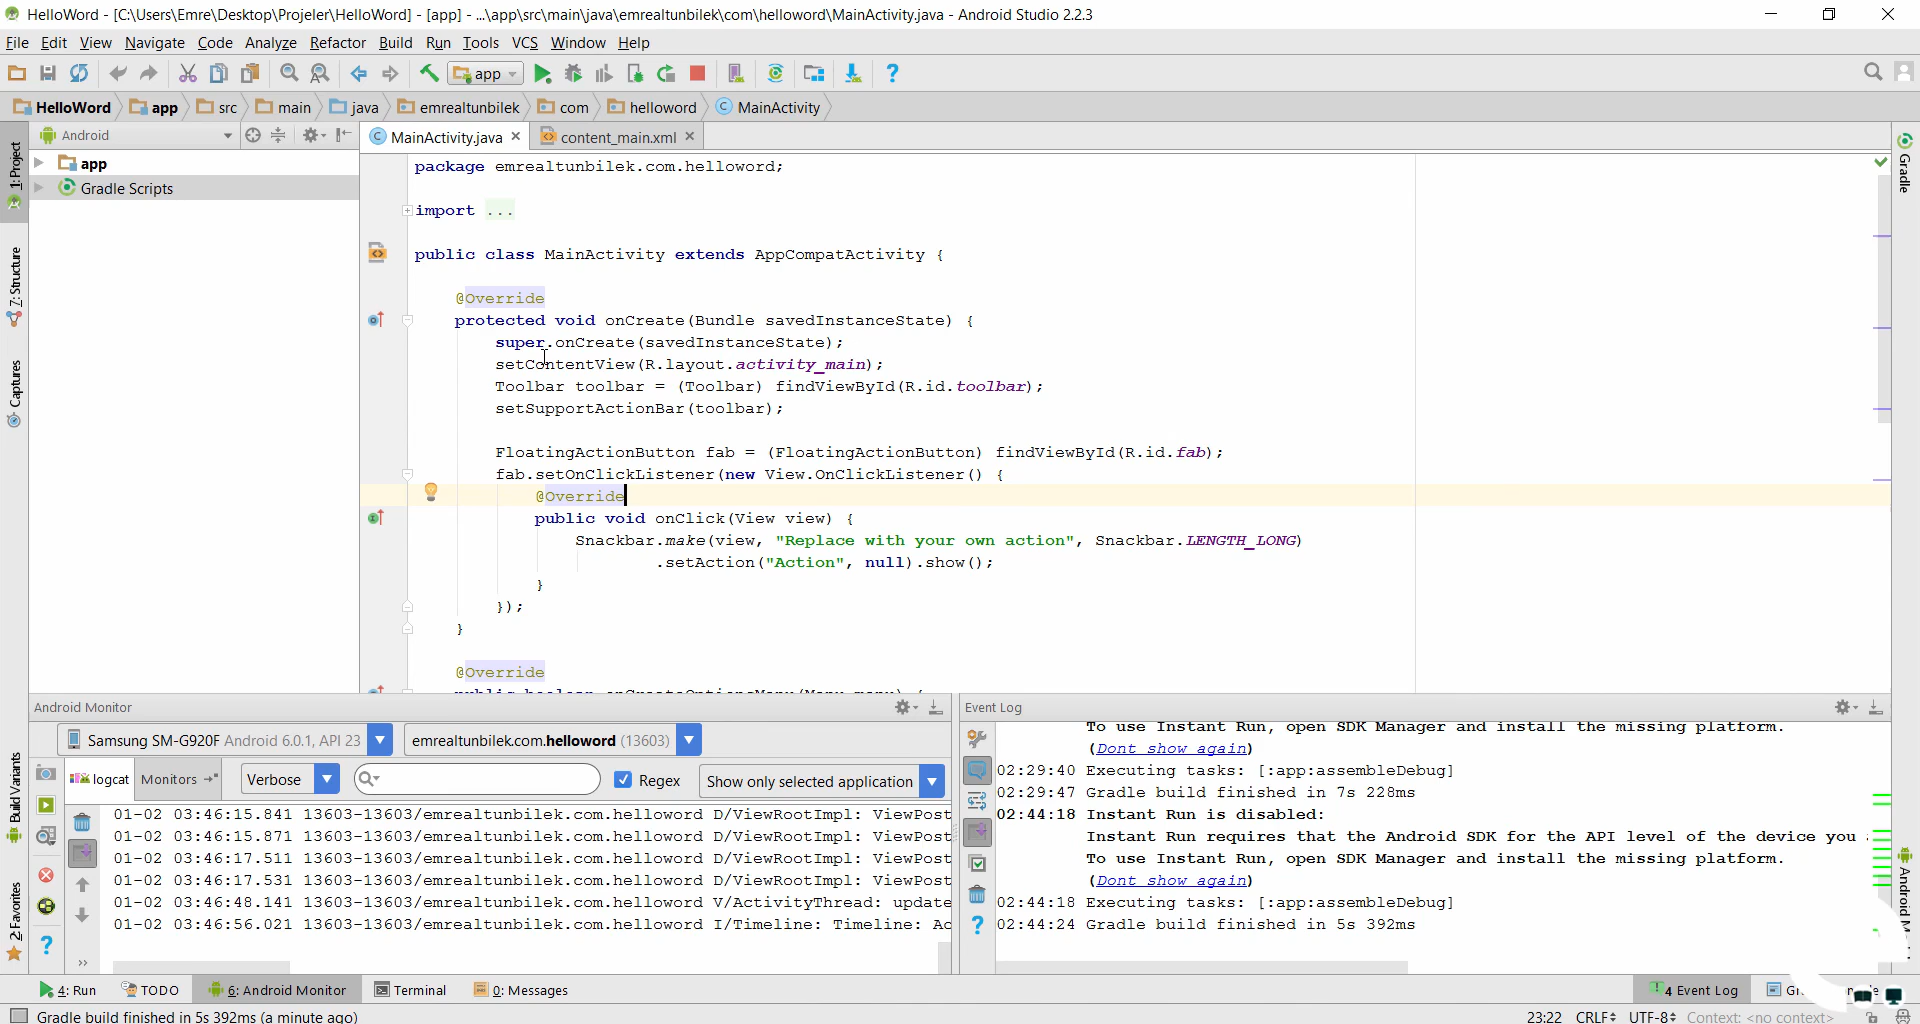 HelloWord - [C:\Users\Emre\Desktop\Projeler\HelloWord] - [app] - ...\app\src\main\java\emrealtunbilek\com\helloword\MainActivity.java - Android Studio 2.2.3
File Edit View Navigate Code Analyze Refactor Build Run Tools VCS Window Help
app
HelloWord app src main java emrealtunbilek com helloword MainActivity
Android
MainActivity.java content_main.xml
1: Project
7: Structure
Captures
Build Variants
2: Favorites
Gradle
app
Gradle Scripts
package emrealtunbilek.com.helloword;
import ...
public class MainActivity extends AppCompatActivity {
@Override
protected void onCreate(Bundle savedInstanceState) {
super.onCreate(savedInstanceState);
setContentView(R.layout.activity_main);
Toolbar toolbar = (Toolbar) findViewById(R.id.toolbar);
setSupportActionBar(toolbar);
FloatingActionButton fab = (FloatingActionButton) findViewById(R.id.fab);
fab.setOnClickListener(new View.OnClickListener() {
@Override
public void onClick(View view) {
Snackbar.make(view, "Replace with your own action", Snackbar.LENGTH_LONG)
.setAction("Action", null).show();
}
});
}
@Override
public boolean onCreateOptionsMenu(Menu menu) {
Android Monitor
Samsung SM-G920F Android 6.0.1, API 23 emrealtunbilek.com.helloword (13603)
logcat Monitors Verbose Regex Show only selected application
01-02 03:46:15.841 13603-13603/emrealtunbilek.com.helloword D/ViewRootImpl: ViewPost
01-02 03:46:15.871 13603-13603/emrealtunbilek.com.helloword D/ViewRootImpl: ViewPost
01-02 03:46:17.511 13603-13603/emrealtunbilek.com.helloword D/ViewRootImpl: ViewPost
01-02 03:46:17.531 13603-13603/emrealtunbilek.com.helloword D/ViewRootImpl: ViewPost
01-02 03:46:48.141 13603-13603/emrealtunbilek.com.helloword V/ActivityThread: update
01-02 03:46:56.021 13603-13603/emrealtunbilek.com.helloword I/Timeline: Timeline: Ac
Event Log
To use Instant Run, open SDK Manager and install the missing platform.
(Dont show again)
02:29:40 Executing tasks: [:app:assembleDebug]
02:29:47 Gradle build finished in 7s 228ms
02:44:18 Instant Run is disabled:
Instant Run requires that the Android SDK for the API level of the device you
To use Instant Run, open SDK Manager and install the missing platform.
(Dont show again)
02:44:18 Executing tasks: [:app:assembleDebug]
02:44:24 Gradle build finished in 5s 392ms
Android M
4: Run TODO 6: Android Monitor Terminal 0: Messages 4 Event Log
Gradle build finished in 5s 392ms (a minute ago) 23:22 CRLF UTF-8 Context: <no context>